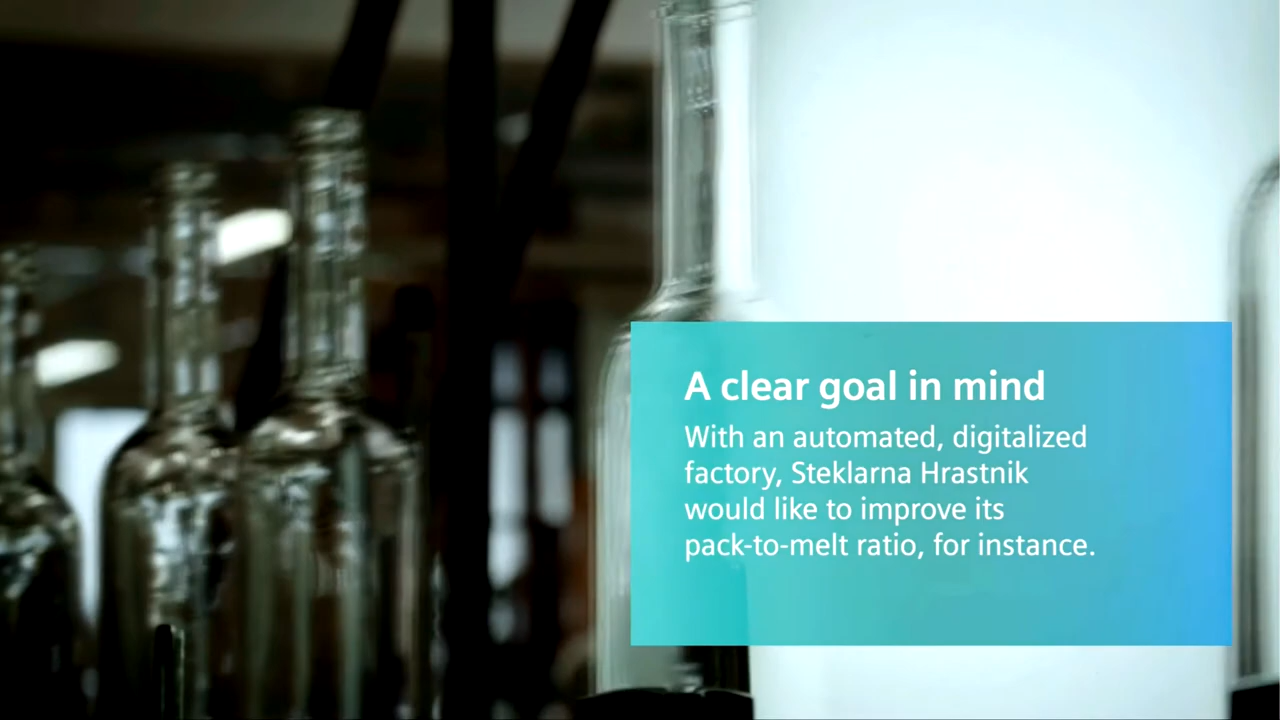 A clear goal in mind
With an automated, digitalized
factory, Steklarna Hrastnik
would like to improve its
pack-to-melt ratio, for instance.